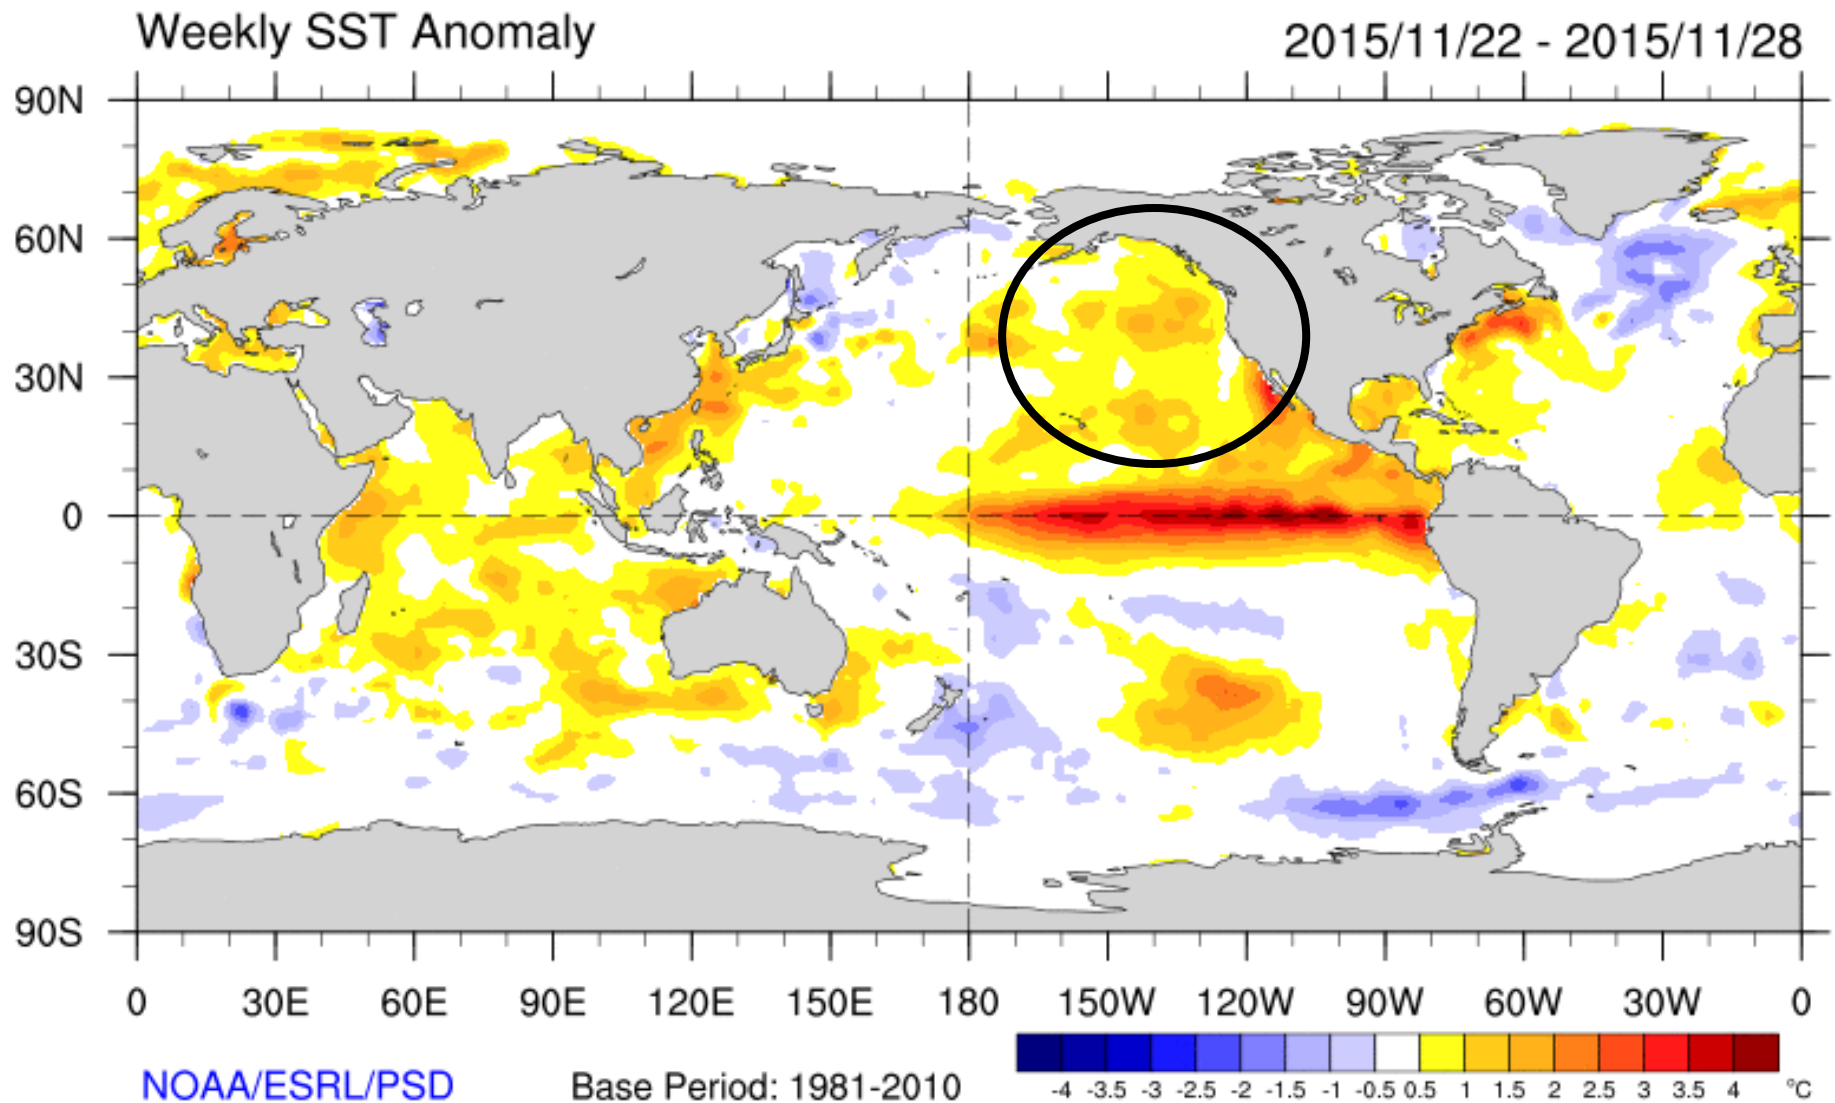 Weekly SST Anomaly
2015/11/22 - 2015/11/28
90N
60N
30N
0
30S
60S
90S
0 30E 60E 90E 120E 150E 180 150W 120W 90W 60W 30W 0
-4 -3.5 -3 -2.5 -2 -1.5 -1 -0.5 0.5 1 1.5 2 2.5 3 3.5 4 °C
NOAA/ESRL/PSD
Base Period: 1981-2010